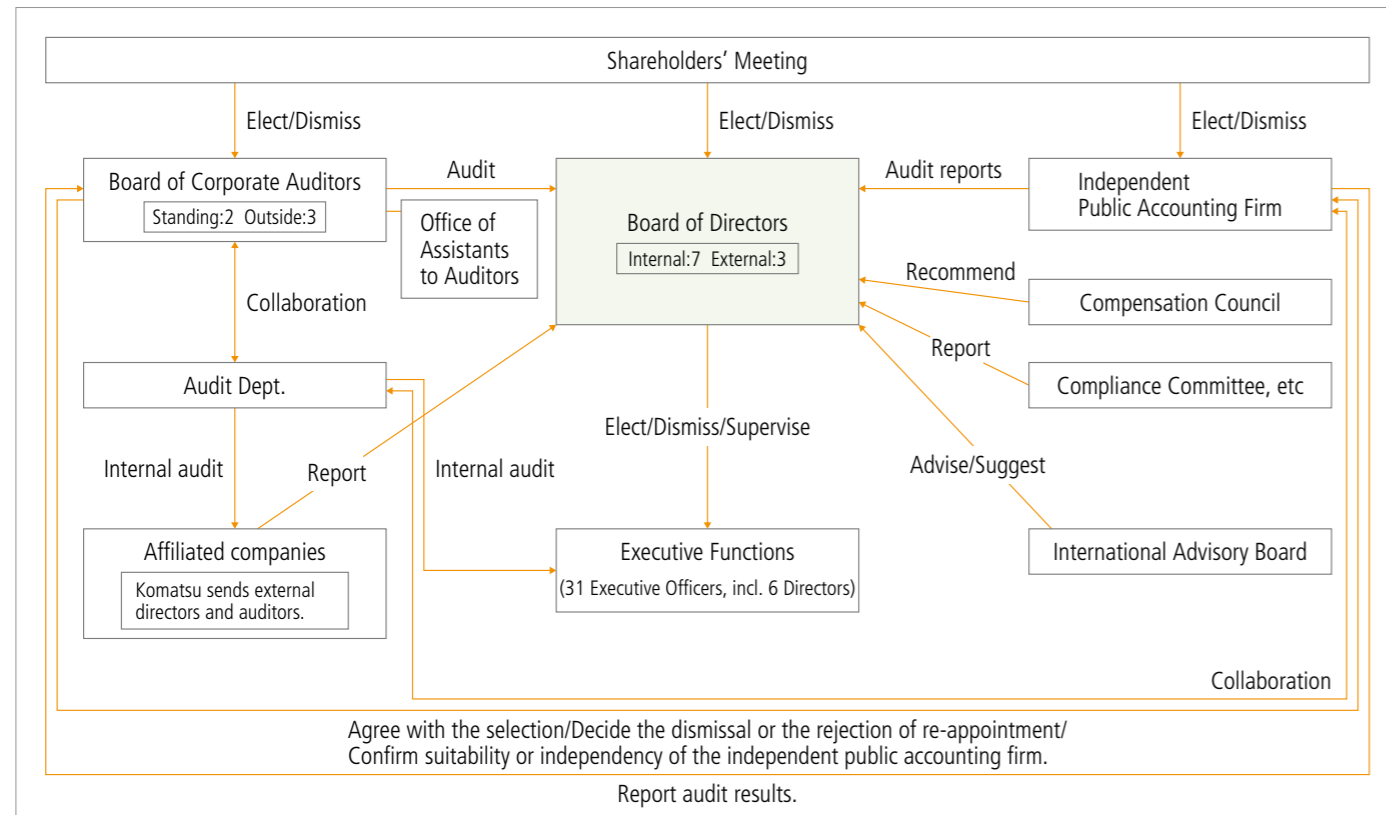 Shareholders’ Meeting
Elect/Dismiss
Elect/Dismiss
Elect/Dismiss
Board of Corporate Auditors
Standing:2 Outside:3
Audit
Office of
Assistants
to Auditors
Board of Directors
Internal:7 External:3
Audit reports
Independent
Public Accounting Firm
Recommend
Compensation Council
Collaboration
Report
Compliance Committee, etc
Audit Dept.
Elect/Dismiss/Supervise
Internal audit
Report
Internal audit
Advise/Suggest
Affiliated companies
Komatsu sends external
directors and auditors.
Executive Functions
(31 Executive Officers, incl. 6 Directors)
International Advisory Board
Collaboration
Agree with the selection/Decide the dismissal or the rejection of re-appointment/
Confirm suitability or independency of the independent public accounting firm.
Report audit results.